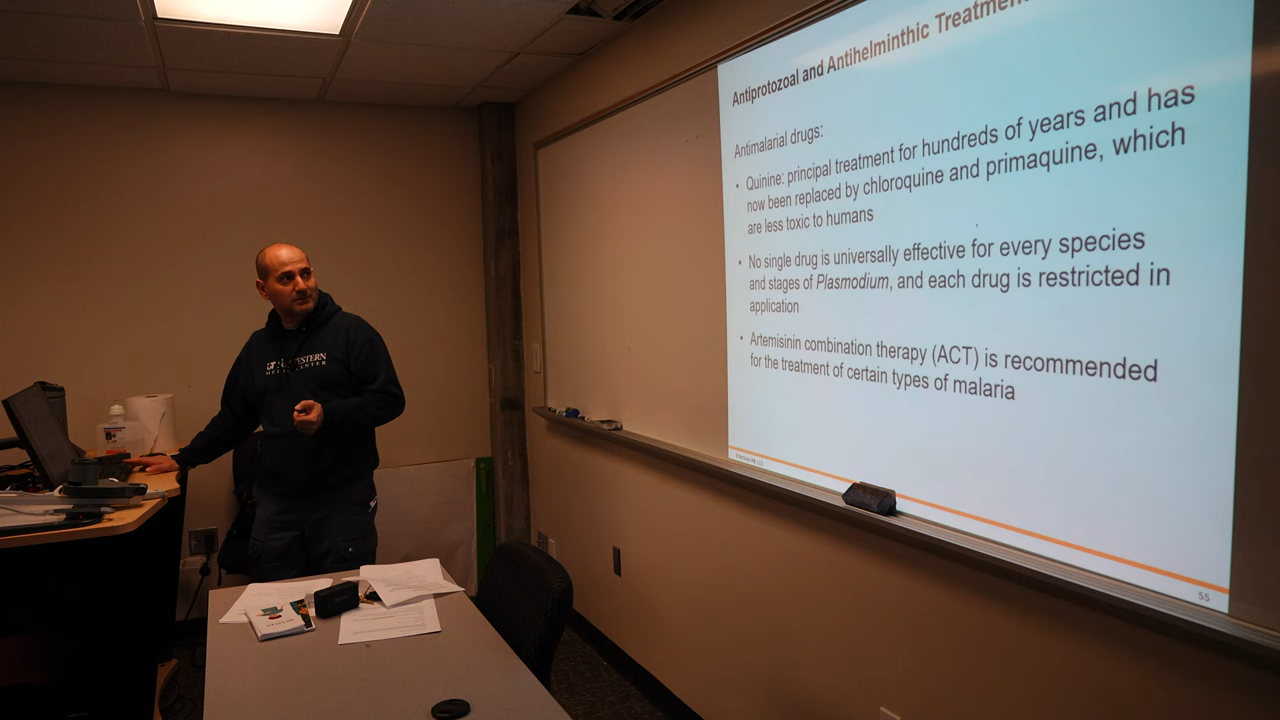 Antiprotozoal and Antihelminthic Treatment
Antimalarial drugs:
• Quinine: principal treatment for hundreds of years and has
now been replaced by chloroquine and primaquine, which
are less toxic to humans
• No single drug is universally effective for every species
and stages of Plasmodium, and each drug is restricted in
application
• Artemisinin combination therapy (ACT) is recommended
for the treatment of certain types of malaria
55